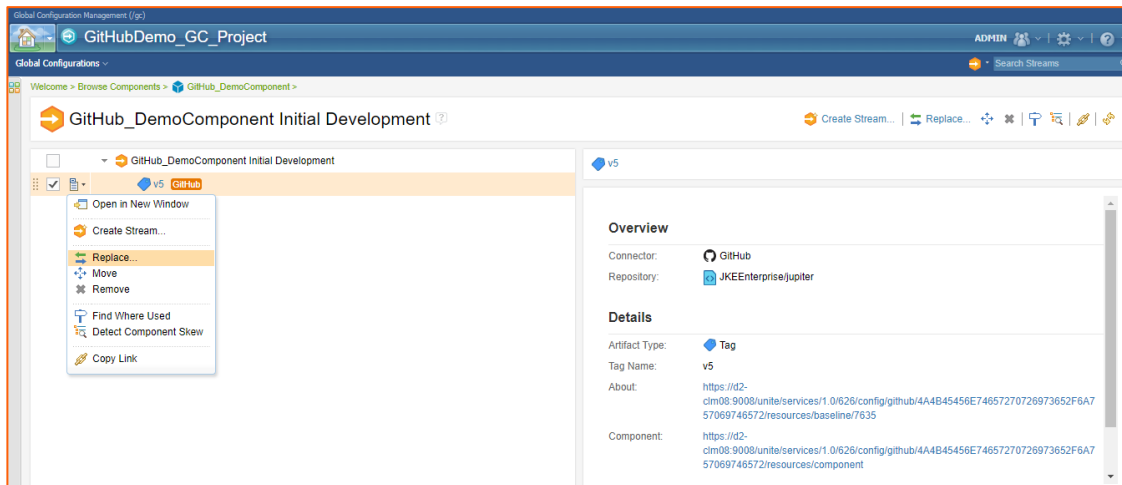 Global Configuration Management (/gc)
GitHubDemo_GC_Project
ADMIN
Global Configurations
Search Streams
Welcome > Browse Components > GitHub_DemoComponent >
GitHub_DemoComponent Initial Development
Create Stream... | Replace...
GitHub_DemoComponent Initial Development
v5 GitHub
Open in New Window
Create Stream...
Replace...
Move
Remove
Find Where Used
Detect Component Skew
Copy Link
v5
Overview
Connector: GitHub
Repository: JKEEnterprise/jupiter
Details
Artifact Type: Tag
Tag Name: v5
About: https://d2-
clm08:9008/unite/services/1.0/626/config/github/4A4B45456E74657270726973652F6A7
57069746572/resources/baseline/7635
Component: https://d2-
clm08:9008/unite/services/1.0/626/config/github/4A4B45456E74657270726973652F6A7
57069746572/resources/component